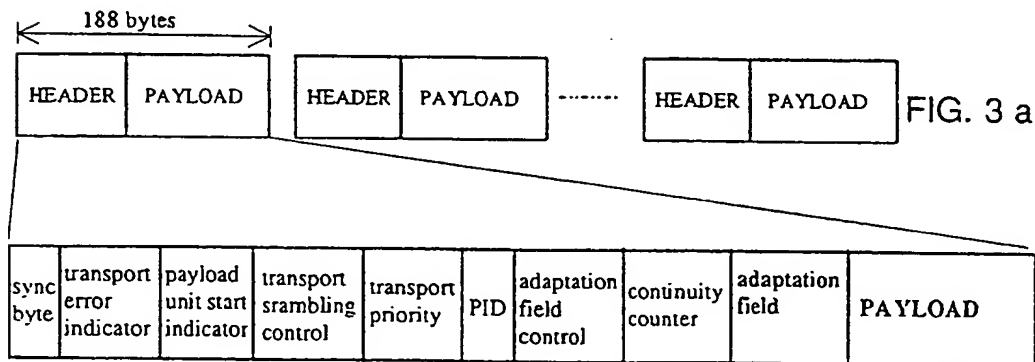 188 bytes
HEADER PAYLOAD HEADER PAYLOAD HEADER PAYLOAD FIG. 3 a
sync byte
transport error indicator
payload unit start indicator
transport srambling control
transport priority
PID
adaptation field control
continuity counter
adaptation field
PAYLOAD